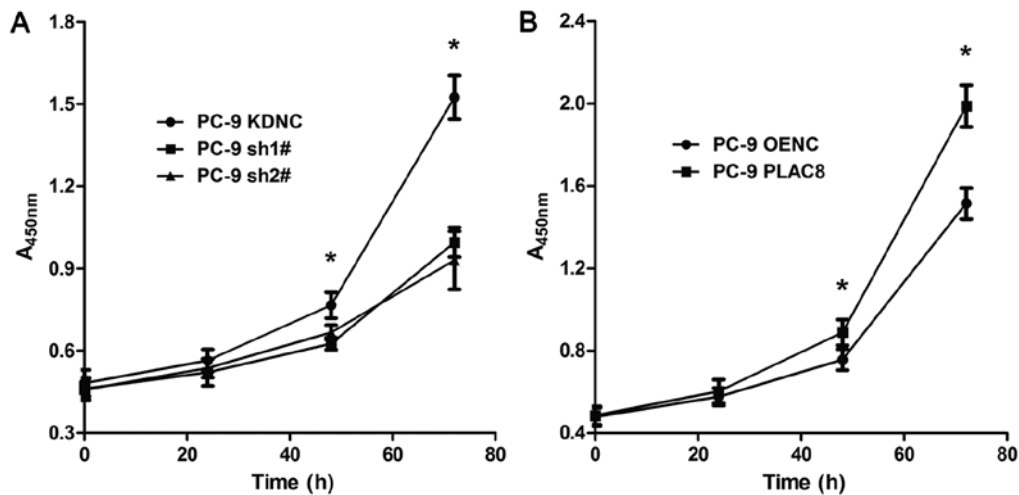 A
1.8
1.5
1.2
0.9
0.6
0.3
A450nm
PC-9 KDNC
PC-9 sh1#
PC-9 sh2#
*
*
0
20
40
60
80
Time (h)
B
2.4
2.0
1.6
1.2
0.8
0.4
A450nm
PC-9 OENC
PC-9 PLAC8
*
*
0
20
40
60
80
Time (h)